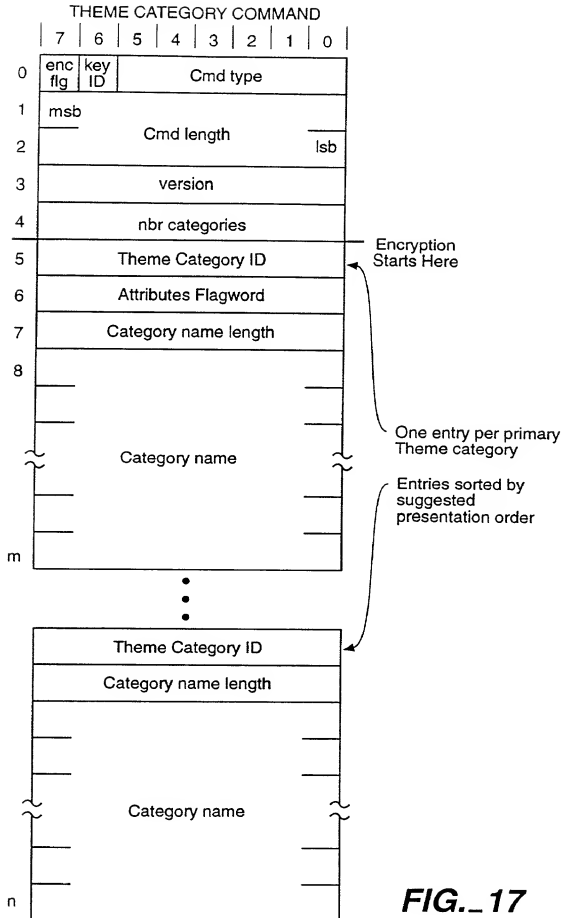 THEME CATEGORY COMMAND
7 6 5 4 3 2 1 0
0 enc flg key ID Cmd type
1 msb
Cmd length
2 lsb
3 version
4 nbr categories
Encryption
Starts Here
5 Theme Category ID
6 Attributes Flagword
7 Category name length
8
One entry per primary
Theme category
Category name
Entries sorted by
suggested
presentation order
m
Theme Category ID
Category name length
Category name
n
FIG._17